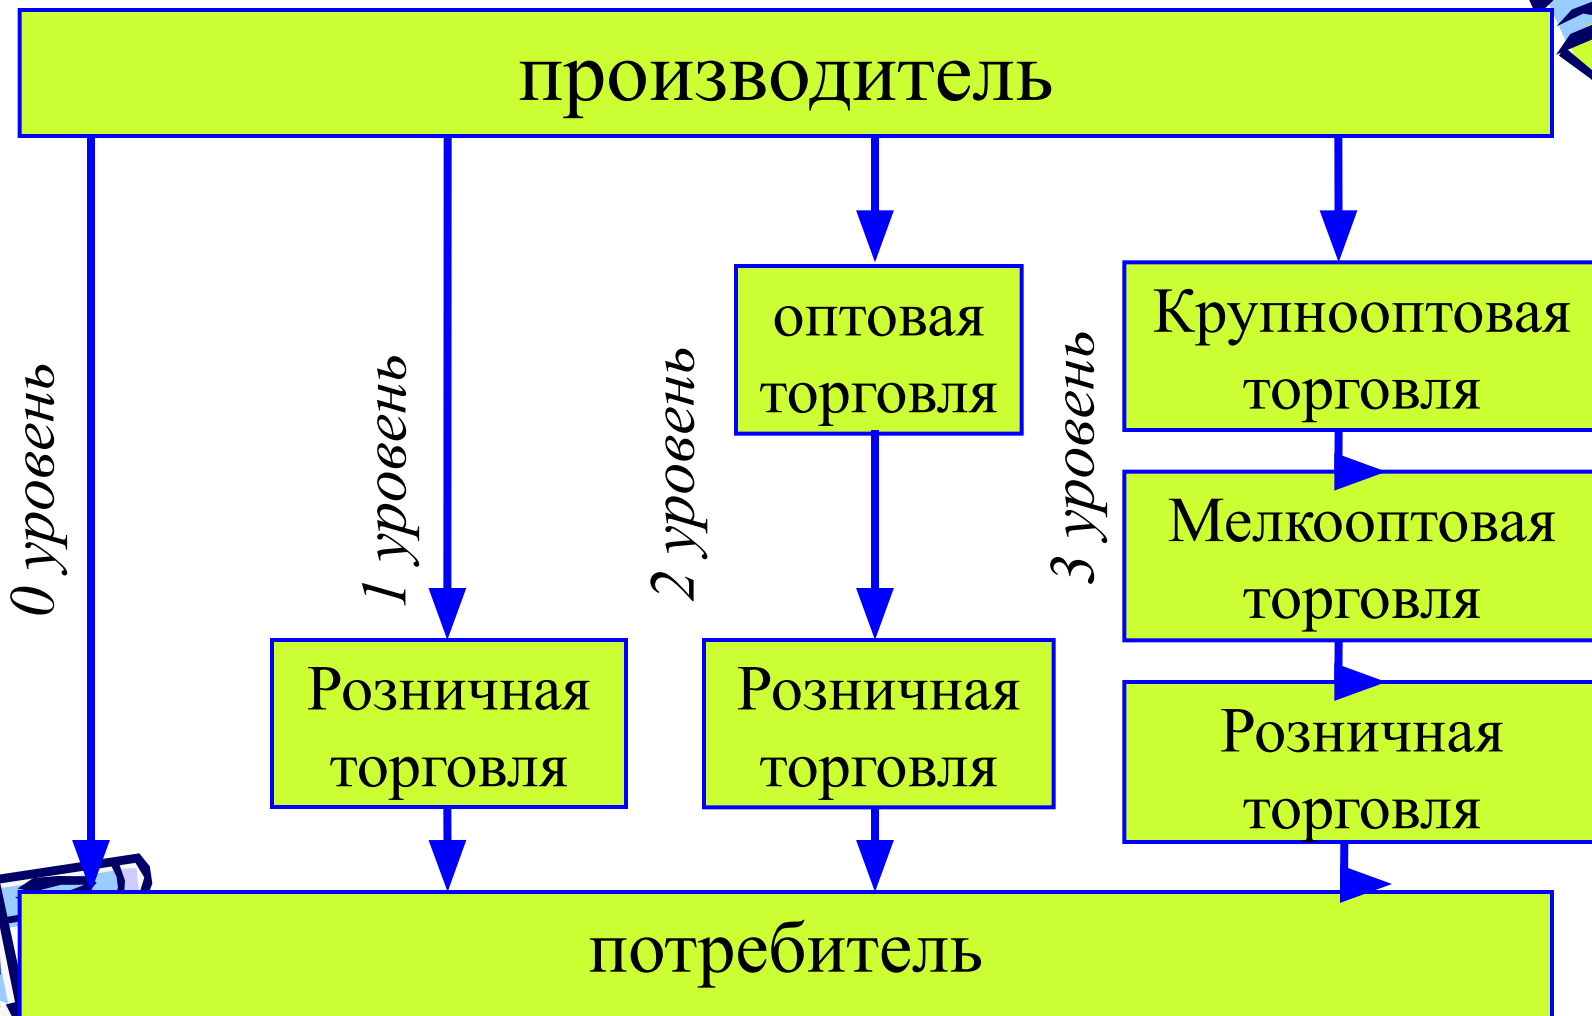 производитель
0 уровень
1 уровень
Розничная
торговля
2 уровень
оптовая
торговля
Розничная
торговля
3 уровень
Крупнооптовая
торговля
Мелкооптовая
торговля
Розничная
торговля
потребитель